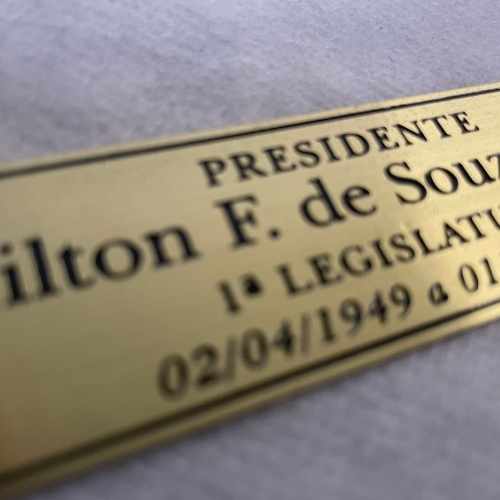 PRESIDENTE
ilton F. de Souz
1ª LEGISLATU
02/04/1949 a 01